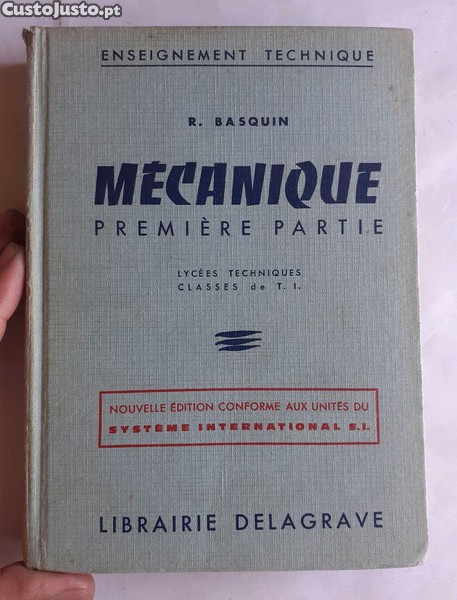 CustoJusto.pt
ENSEIGNEMENT TECHNIQUE
R. BASQUIN
MÉCANIQUE
PREMIÈRE PARTIE
LYCÉES TECHNIQUES
CLASSES de T. I.
NOUVELLE ÉDITION CONFORME AUX UNITÉS DU
SYSTÈME INTERNATIONAL S.I.
LIBRAIRIE DELAGRAVE